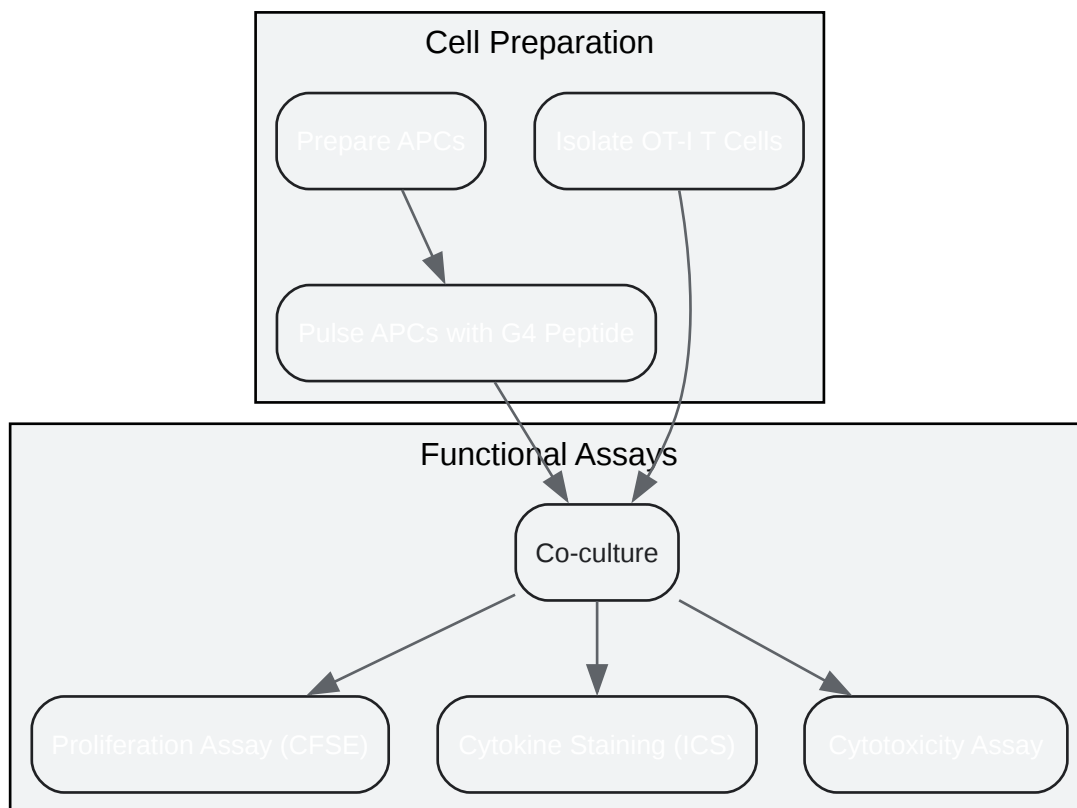 Cell Preparation
Prepare APCs
Isolate OT-I T Cells
Pulse APCs with G4 Peptide
Functional Assays
Co-culture
Proliferation Assay (CFSE)
Cytokine Staining (ICS)
Cytotoxicity Assay